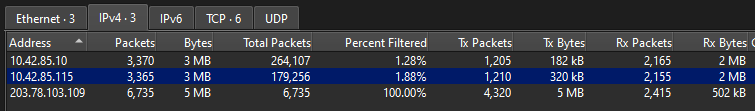 Ethernet · 3 IPv4 · 3 IPv6 TCP · 6 UDP
Address Packets Bytes Total Packets Percent Filtered Tx Packets Tx Bytes Rx Packets Rx Bytes
10.42.85.10 3,370 3 MB 264,107 1.28% 1,205 182 kB 2,165 2 MB
10.42.85.115 3,365 3 MB 179,256 1.88% 1,210 320 kB 2,155 2 MB
203.78.103.109 6,735 5 MB 6,735 100.00% 4,320 5 MB 2,415 502 kB